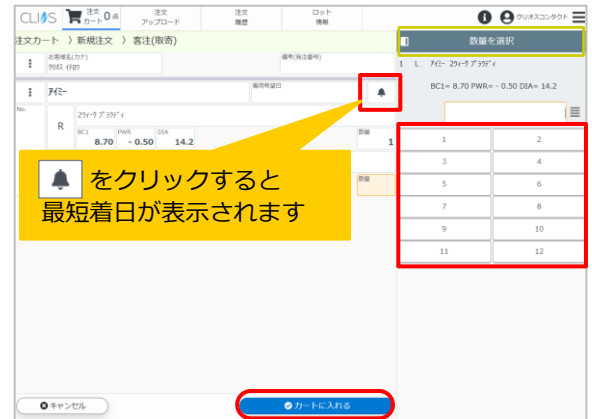 CLIOS
注文
カート 0 点
注文
アップロード
注文
履歴
ロット
情報
クリオスコンタクト
注文カート 〉新規注文 〉客注(取寄)
お客様名(カナ)
クリオス イチロウ
備考(発注番号)
アイミー
着荷希望日
No.
R
2ウィーク プラザディ
BC1 PWR DIA 数量
8.70 - 0.50 14.2 1
数量
をクリックすると
最短着日が表示されます
数量を選択
1 L アイミー 2ウィーク プラザディ
BC1= 8.70 PWR= - 0.50 DIA= 14.2
1 2
3 4
5 6
7 8
9 10
11 12
キャンセル
カートに入れる